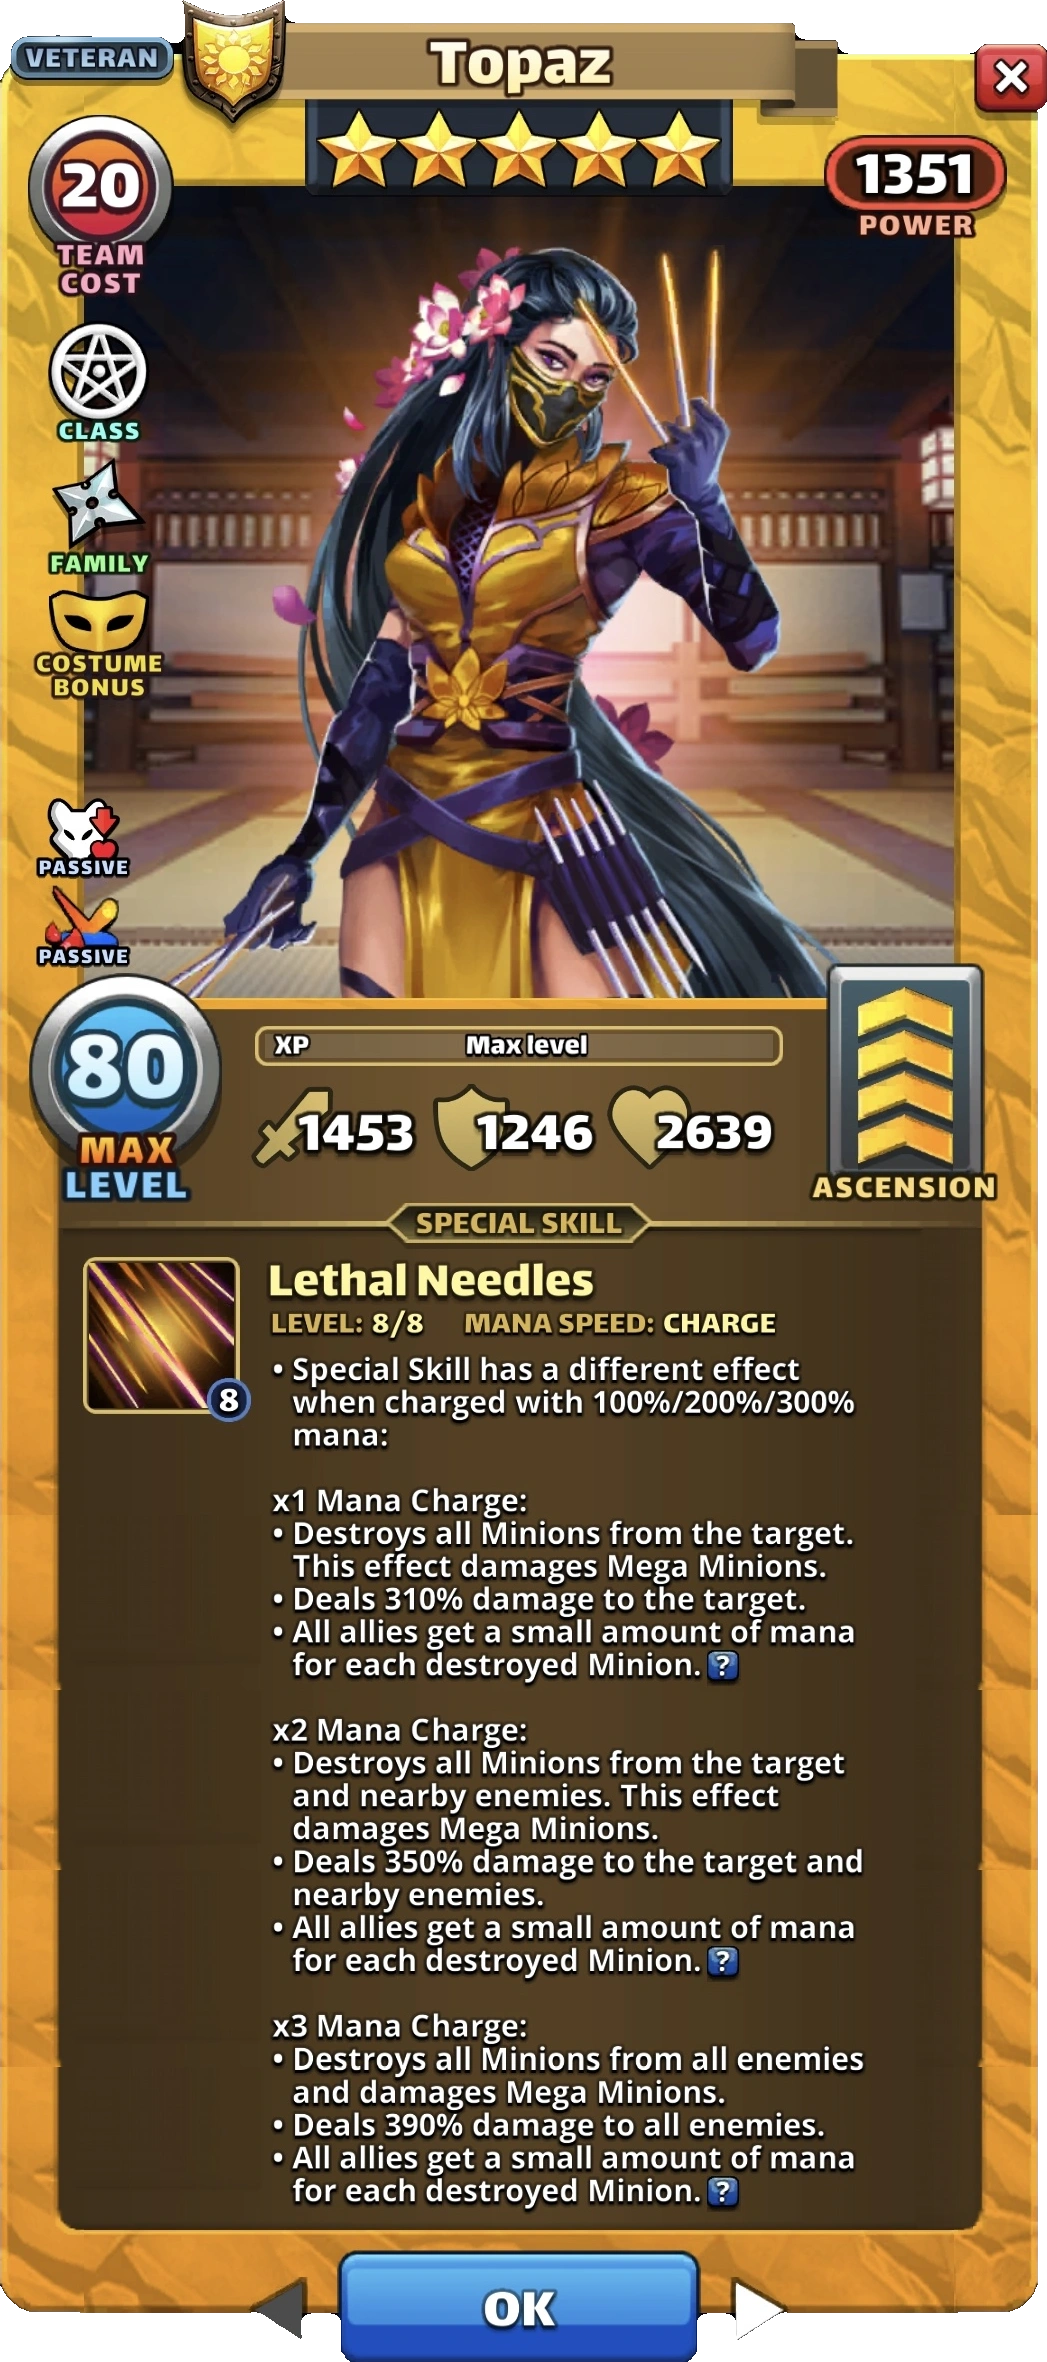 VETERAN
Topaz
20
TEAM
COST
1351
POWER
CLASS
FAMILY
COSTUME
BONUS
PASSIVE
PASSIVE
80
MAX
LEVEL
XP Max level
1453 1246 2639
ASCENSION
SPECIAL SKILL
Lethal Needles
LEVEL: 8/8 MANA SPEED: CHARGE
8
• Special Skill has a different effect
when charged with 100%/200%/300%
mana:
x1 Mana Charge:
• Destroys all Minions from the target.
This effect damages Mega Minions.
• Deals 310% damage to the target.
• All allies get a small amount of mana
for each destroyed Minion. ?
x2 Mana Charge:
• Destroys all Minions from the target
and nearby enemies. This effect
damages Mega Minions.
• Deals 350% damage to the target and
nearby enemies.
• All allies get a small amount of mana
for each destroyed Minion. ?
x3 Mana Charge:
• Destroys all Minions from all enemies
and damages Mega Minions.
• Deals 390% damage to all enemies.
• All allies get a small amount of mana
for each destroyed Minion. ?
OK